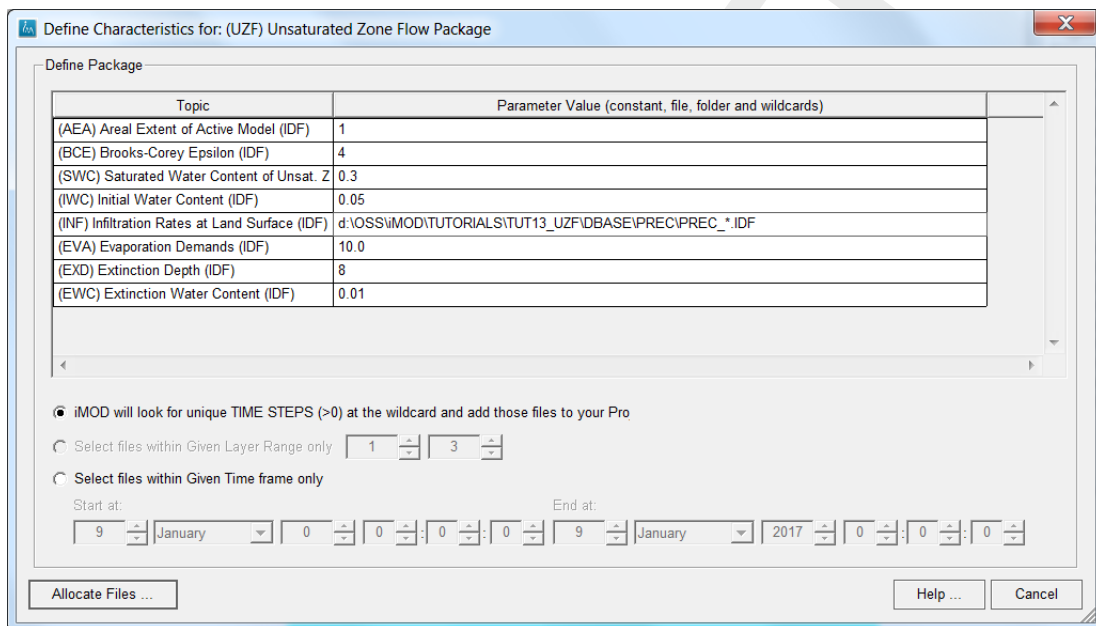 Define Characteristics for: (UZF) Unsaturated Zone Flow Package
Define Package
Topic Parameter Value (constant, file, folder and wildcards)
(AEA) Areal Extent of Active Model (IDF) 1
(BCE) Brooks-Corey Epsilon (IDF) 4
(SWC) Saturated Water Content of Unsat. Z 0.3
(IWC) Initial Water Content (IDF) 0.05
(INF) Infiltration Rates at Land Surface (IDF) d:\OSS\iMOD\TUTORIALS\TUT13_UZF\DBASE\PREC\PREC_*.IDF
(EVA) Evaporation Demands (IDF) 10.0
(EXD) Extinction Depth (IDF) 8
(EWC) Extinction Water Content (IDF) 0.01
iMOD will look for unique TIME STEPS (>0) at the wildcard and add those files to your Pro
Select files within Given Layer Range only 1 3
Select files within Given Time frame only
Start at: End at:
9 January 0 0 : 0 : 0 9 January 2017 0 : 0 : 0
Allocate Files ... Help ... Cancel